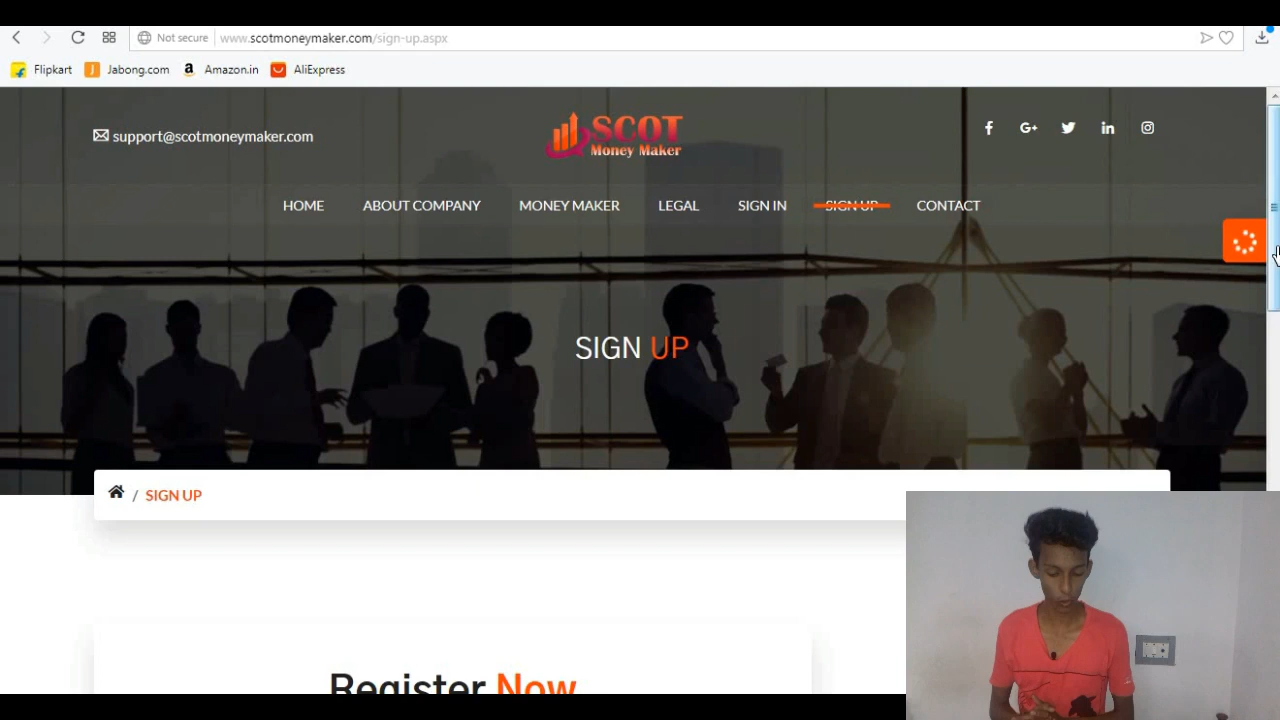 Not secure www.scotmoneymaker.com/sign-up.aspx
Flipkart Jabong.com Amazon.in AliExpress
support@scotmoneymaker.com
SCOT
Money Maker
HOME ABOUT COMPANY MONEY MAKER LEGAL SIGN IN SIGN UP CONTACT
SIGN UP
/ SIGN UP
Register Now